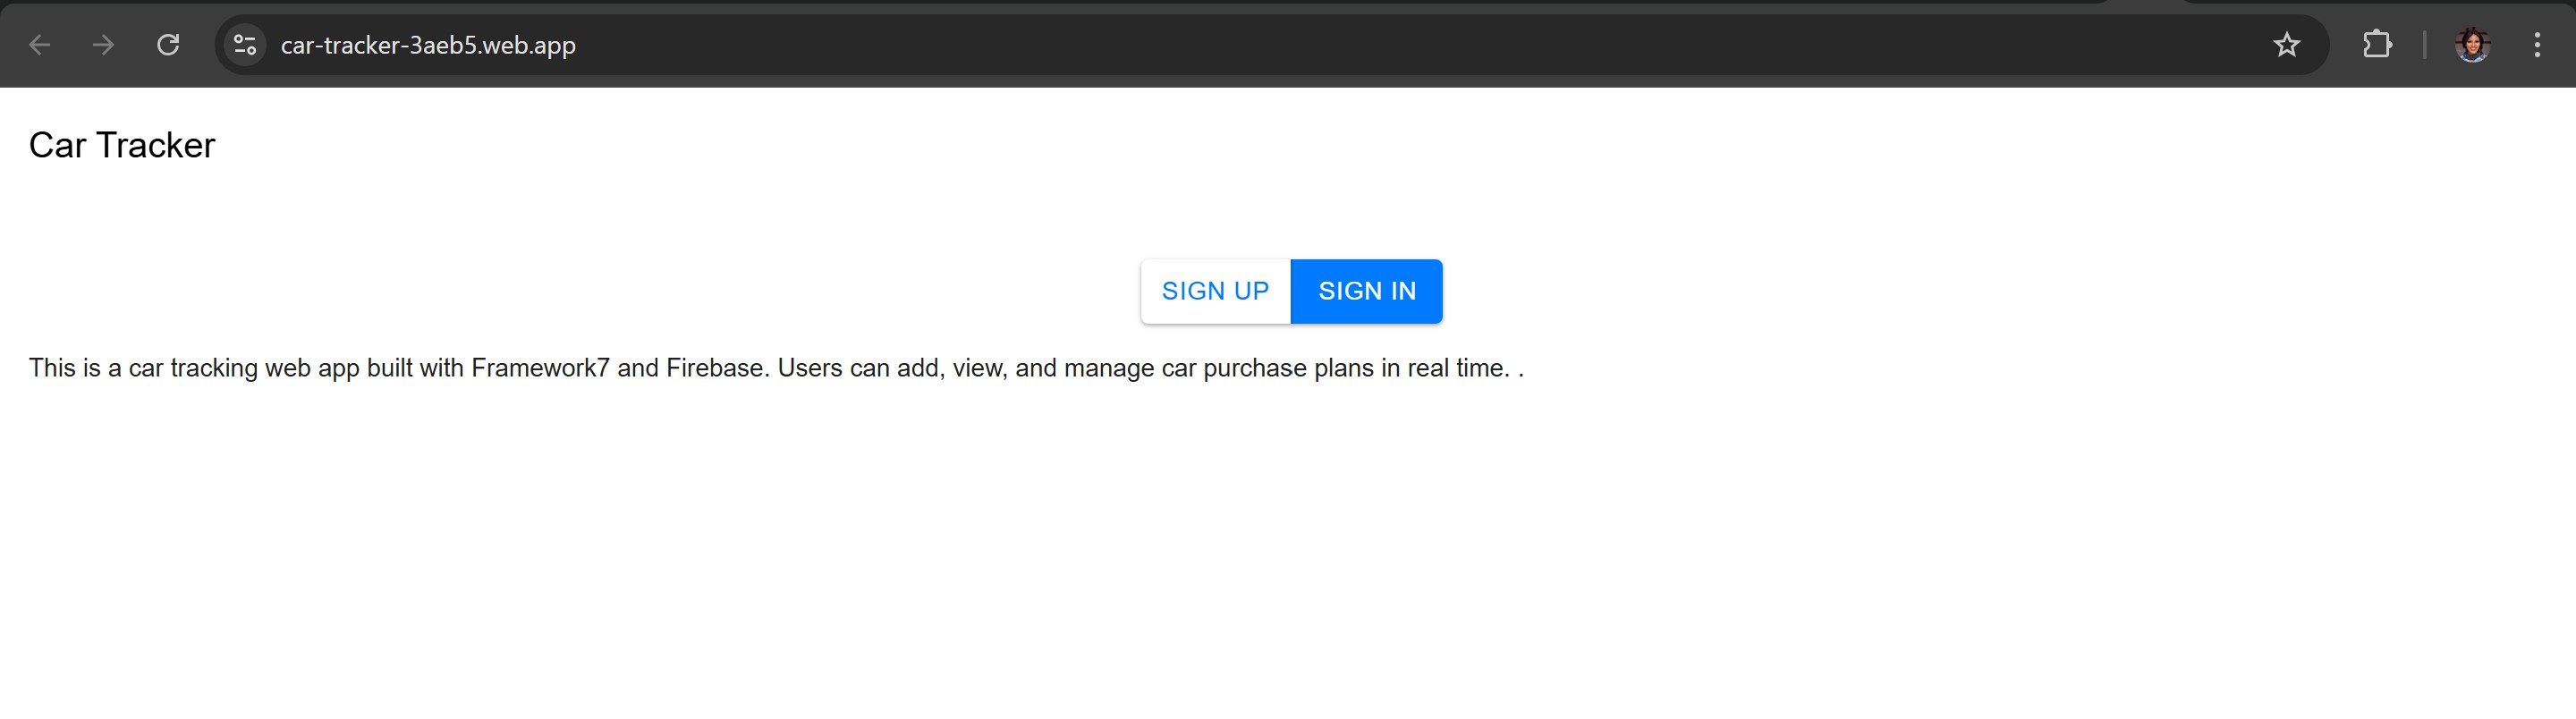 car-tracker-3aeb5.web.app
Car Tracker
SIGN UP SIGN IN
This is a car tracking web app built with Framework7 and Firebase. Users can add, view, and manage car purchase plans in real time. .